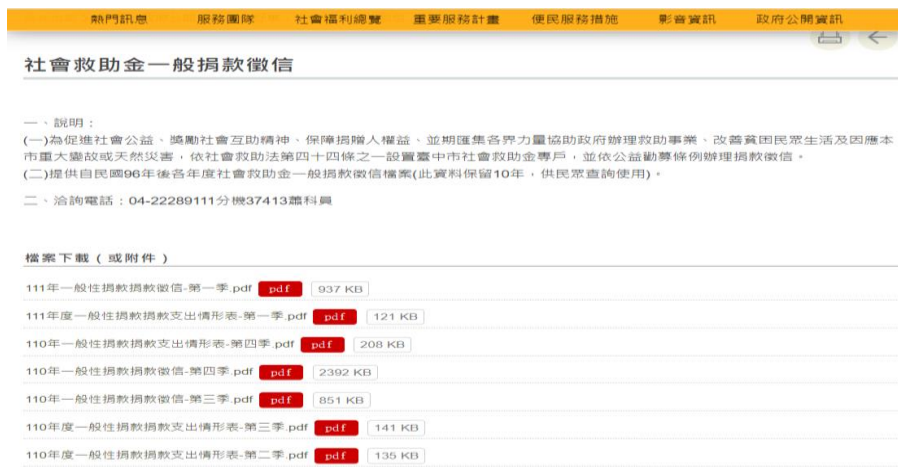 熱門訊息 服務團隊 社會福利總覽 重要服務計畫 便民服務措施 影音資訊 政府公開資訊
社會救助金一般捐款徵信
一、說明：
(一)為促進社會公益、獎勵社會互助精神、保障捐贈人權益、並期匯集各界力量協助政府辦理救助事業、改善貧困民眾生活及因應本
市重大變故或天然災害，依社會救助法第四十四條之一設置臺中市社會救助金專戶，並依公益勸募條例辦理捐款徵信。
(二)提供自民國96年後各年度社會救助金一般捐款徵信檔案(此資料保留10年，供民眾查詢使用)。
二、洽詢電話：04-22289111分機37413蕭科員
檔案下載（或附件）
111年一般性捐款捐款徵信-第一季.pdf pdf 937 KB
111年度一般性捐款捐款支出情形表-第一季.pdf pdf 121 KB
110年一般性捐款捐款支出情形表-第四季.pdf pdf 208 KB
110年一般性捐款捐款徵信-第四季.pdf pdf 2392 KB
110年一般性捐款捐款徵信-第三季.pdf pdf 851 KB
110年度一般性捐款捐款支出情形表-第三季.pdf pdf 141 KB
110年度一般性捐款捐款支出情形表-第二季.pdf pdf 135 KB